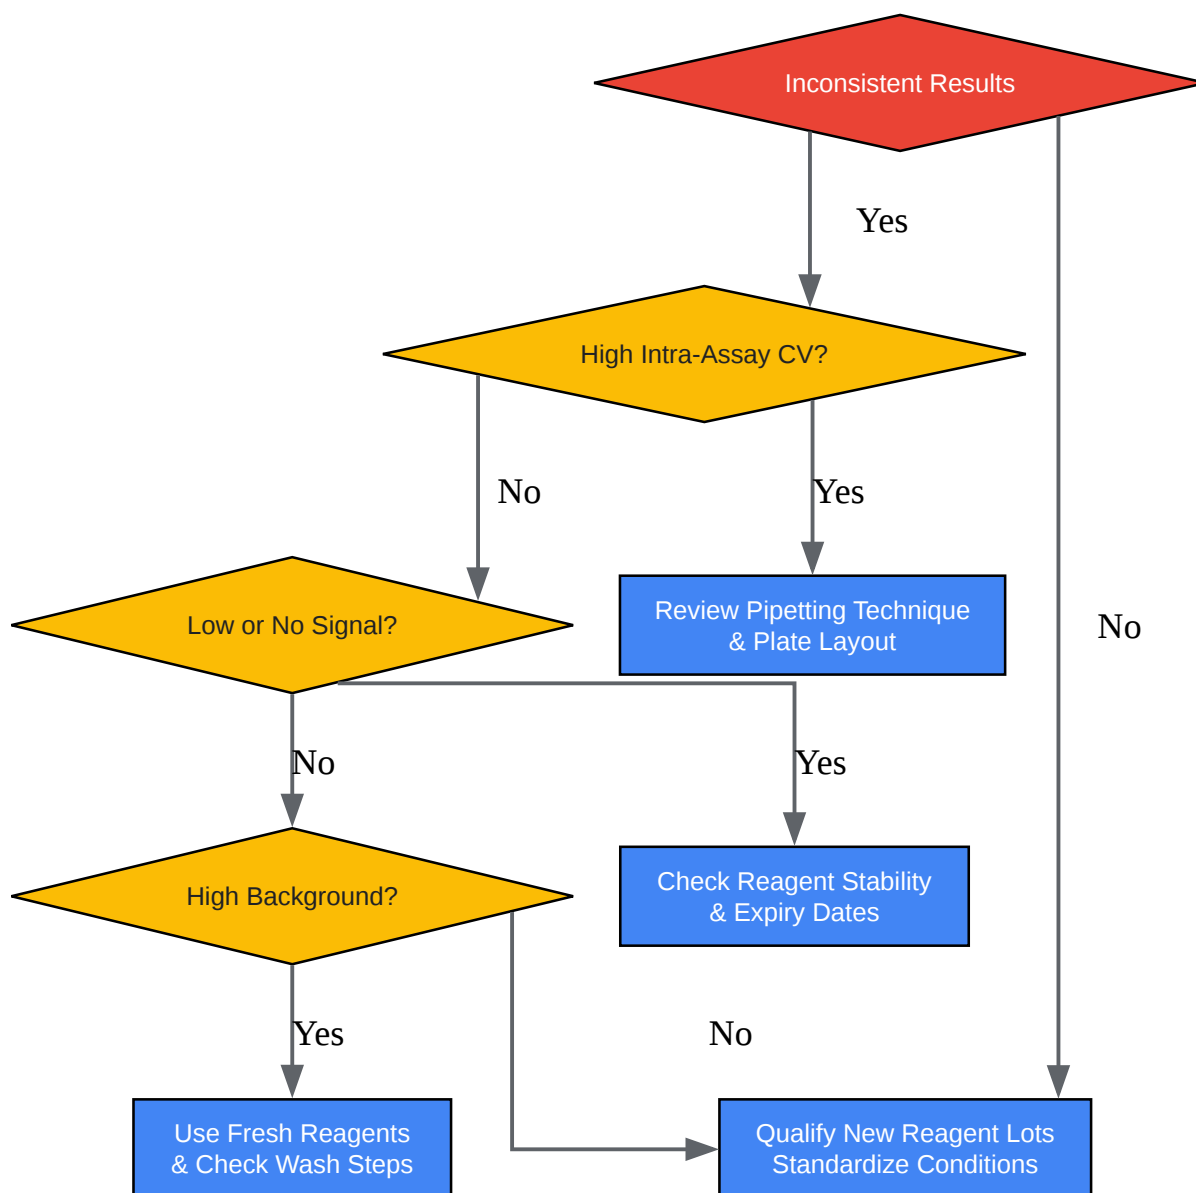 Inconsistent Results
Yes
High Intra-Assay CV?
No
Yes
Low or No Signal?
Review Pipetting Technique
& Plate Layout
No
No
Yes
High Background?
Check Reagent Stability
& Expiry Dates
Yes
No
Use Fresh Reagents
& Check Wash Steps
Qualify New Reagent Lots
Standardize Conditions